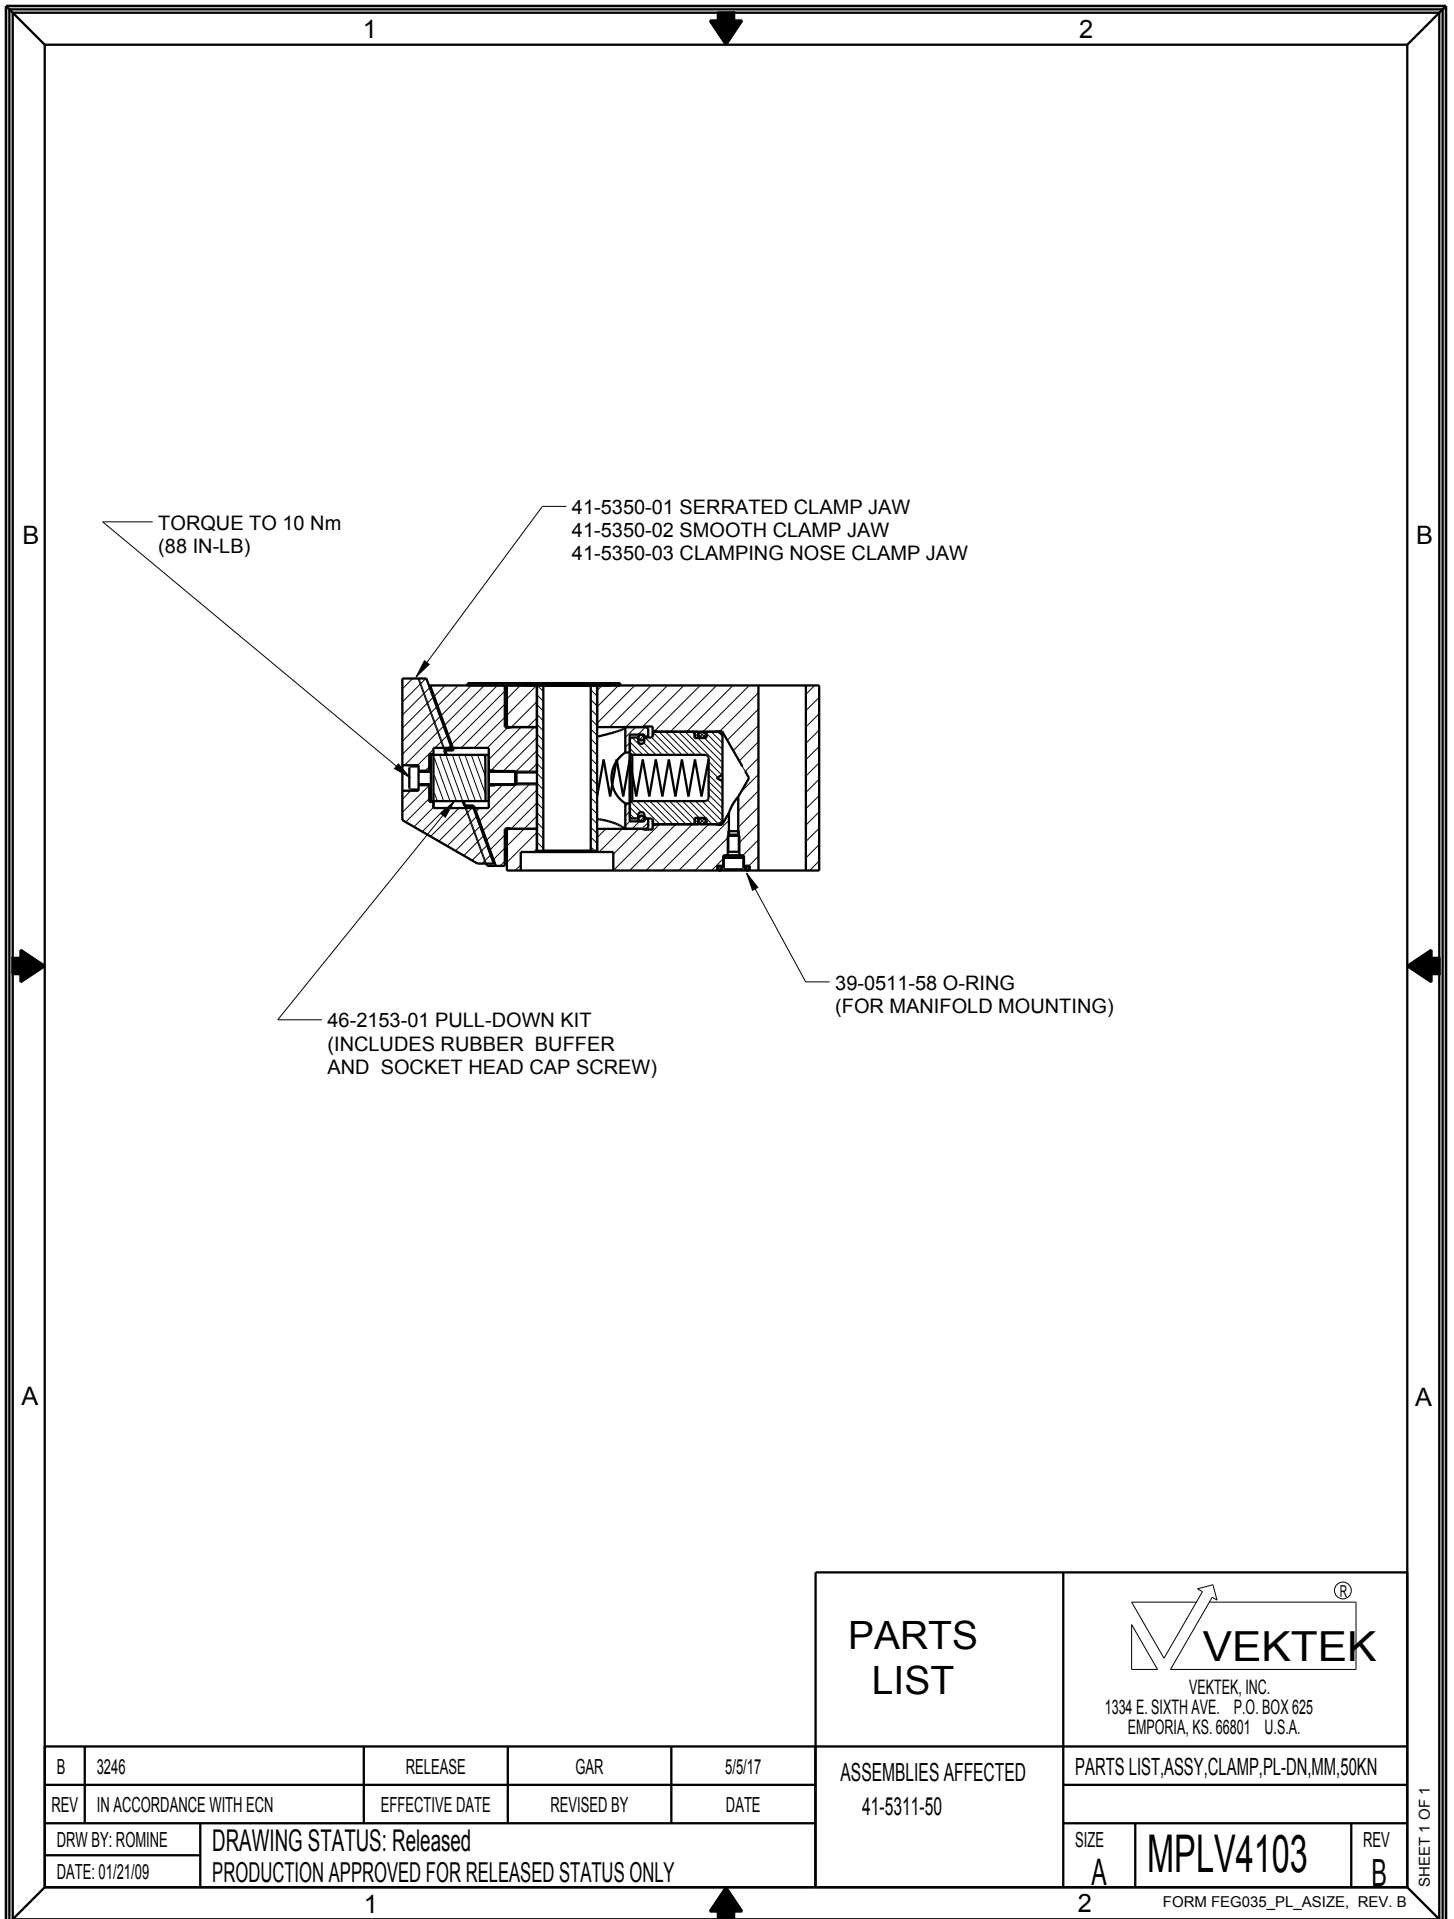 1
2
B
B
TORQUE TO 10 Nm
(88 IN-LB)
41-5350-01 SERRATED CLAMP JAW
41-5350-02 SMOOTH CLAMP JAW
41-5350-03 CLAMPING NOSE CLAMP JAW
39-0511-58 O-RING
(FOR MANIFOLD MOUNTING)
46-2153-01 PULL-DOWN KIT
(INCLUDES RUBBER BUFFER
AND SOCKET HEAD CAP SCREW)
A
A
PARTS
LIST
®
VEKTEK
VEKTEK, INC.
1334 E. SIXTH AVE. P.O. BOX 625
EMPORIA, KS. 66801 U.S.A.
B 3246 RELEASE GAR 5/5/17
REV IN ACCORDANCE WITH ECN EFFECTIVE DATE REVISED BY DATE
DRW BY: ROMINE
DATE: 01/21/09
DRAWING STATUS: Released
PRODUCTION APPROVED FOR RELEASED STATUS ONLY
ASSEMBLIES AFFECTED
41-5311-50
PARTS LIST,ASSY,CLAMP,PL-DN,MM,50KN
SIZE
A
MPLV4103
REV
B
SHEET 1 OF 1
1
2
FORM FEG035_PL_ASIZE, REV. B